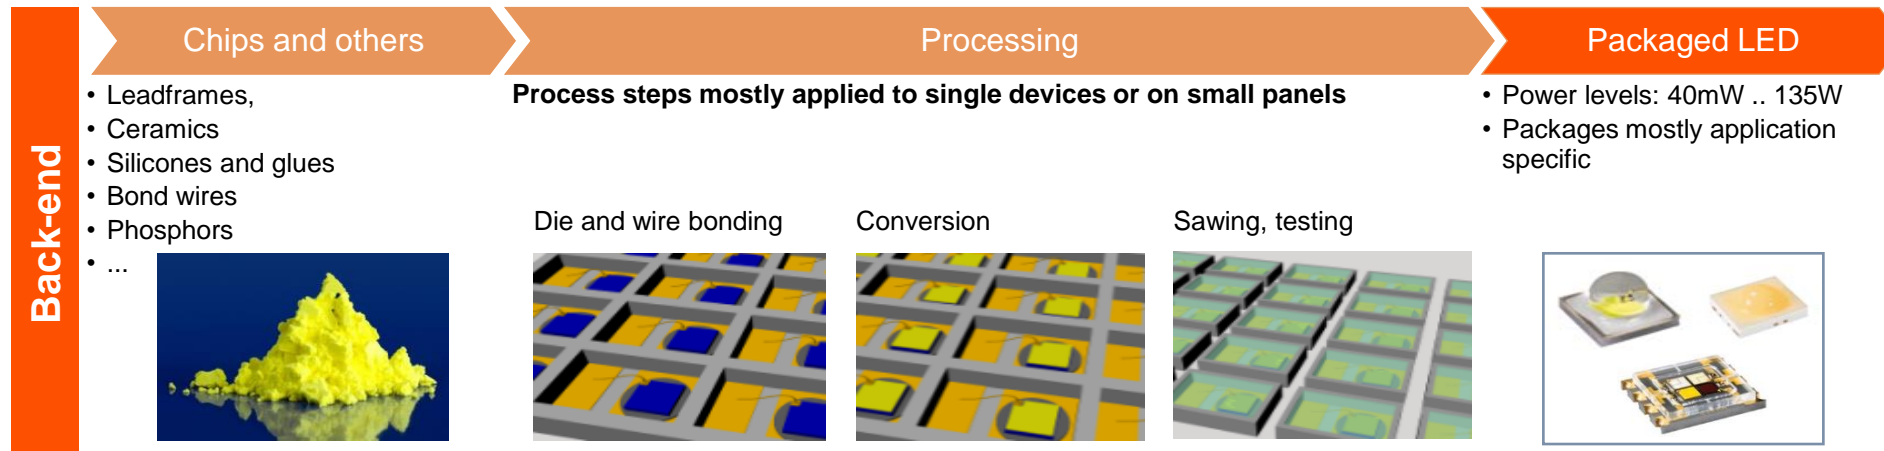 Back-end
Chips and others
• Leadframes,
• Ceramics
• Silicones and glues
• Bond wires
• Phosphors
• ...
Processing
Process steps mostly applied to single devices or on small panels
Die and wire bonding
Conversion
Sawing, testing
Packaged LED
• Power levels: 40mW .. 135W
• Packages mostly application
specific